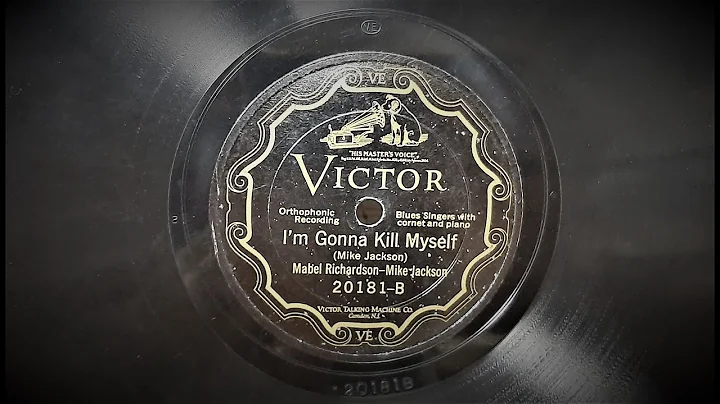 VE
VE
"HIS MASTER'S VOICE"
VICTOR
Orthophonic
Recording
Blues Singers with
cornet and piano
I'm Gonna Kill Myself
(Mike Jackson)
Mabel Richardson–Mike Jackson
20181-B
VICTOR TALKING MACHINE CO.
Camden, N.J.
VE
20181B